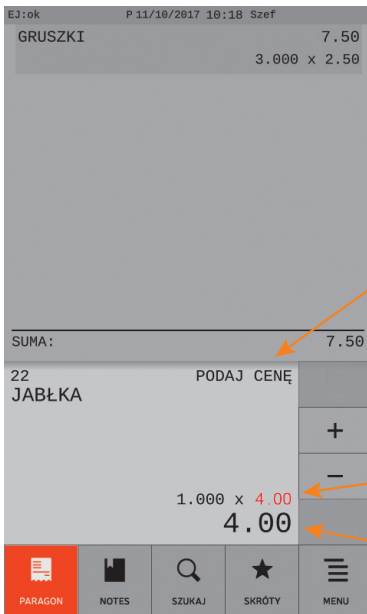 EJ:ok P 11/10/2017 10:18 Szef
GRUSZKI 7.50
3.000 x 2.50
SUMA: 7.50
22 PODAJ CENĘ
JABŁKA
+
−
1.000 x 4.00
4.00
PARAGON NOTES SZUKAJ SKRÓTY MENU